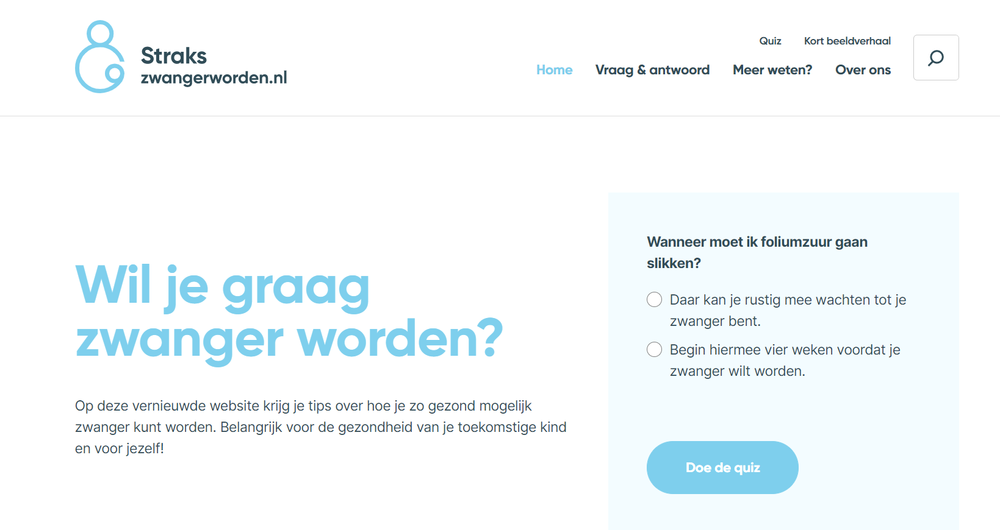 Straks
zwangerworden.nl
Quiz Kort beeldverhaal
Home Vraag & antwoord Meer weten? Over ons
Wil je graag
zwanger worden?
Op deze vernieuwde website krijg je tips over hoe je zo gezond mogelijk
zwanger kunt worden. Belangrijk voor de gezondheid van je toekomstige kind
en voor jezelf!
Wanneer moet ik foliumzuur gaan
slikken?
Daar kan je rustig mee wachten tot je
zwanger bent.
Begin hiermee vier weken voordat je
zwanger wilt worden.
Doe de quiz